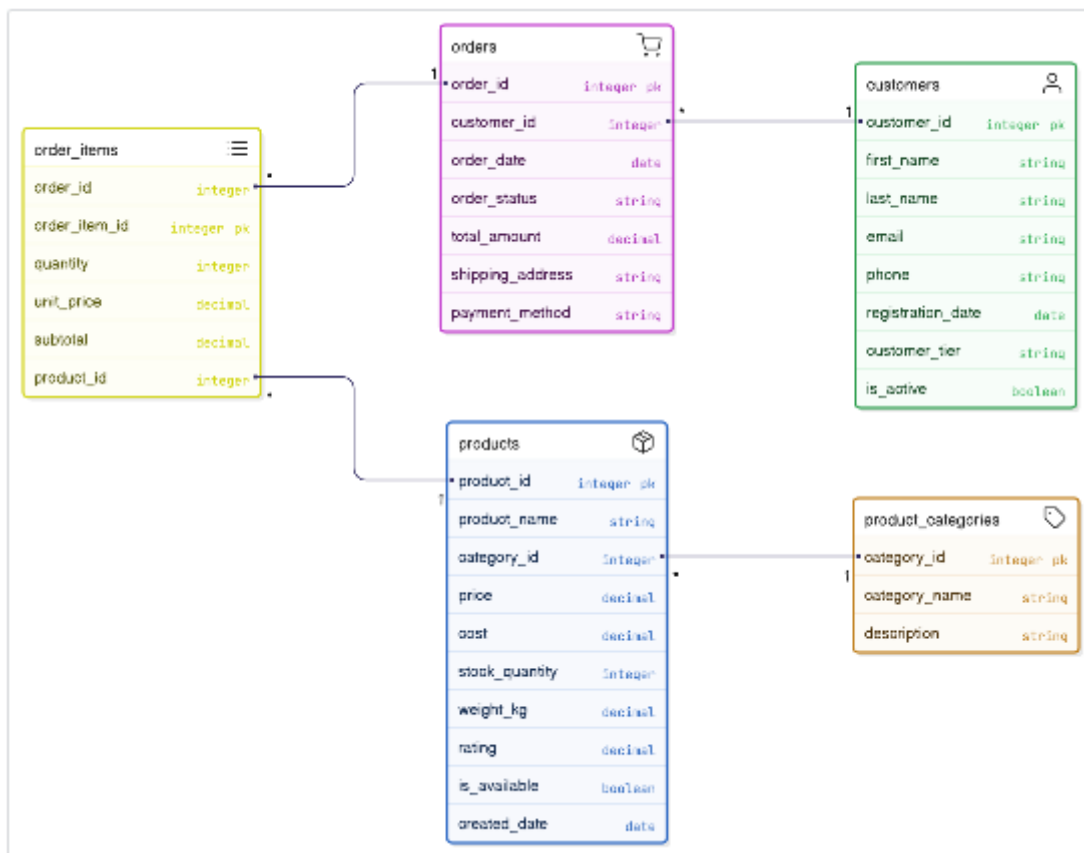 orders
1
order_id integer pk
customer_id integer
*
order_date date
order_status string
total_amount decimal
shipping_address string
payment_method string
customers
1
customer_id integer pk
first_name string
last_name string
email string
phone string
registration_date date
customer_tier string
is_active boolean
order_items
*
order_id integer
order_item_id integer pk
quantity integer
unit_price decimal
subtotal decimal
product_id integer
*
products
product_id integer pk
1
product_name string
category_id integer
*
price decimal
cost decimal
stock_quantity integer
weight_kg decimal
rating decimal
is_available boolean
created_date date
product_categories
category_id integer pk
1
category_name string
description string